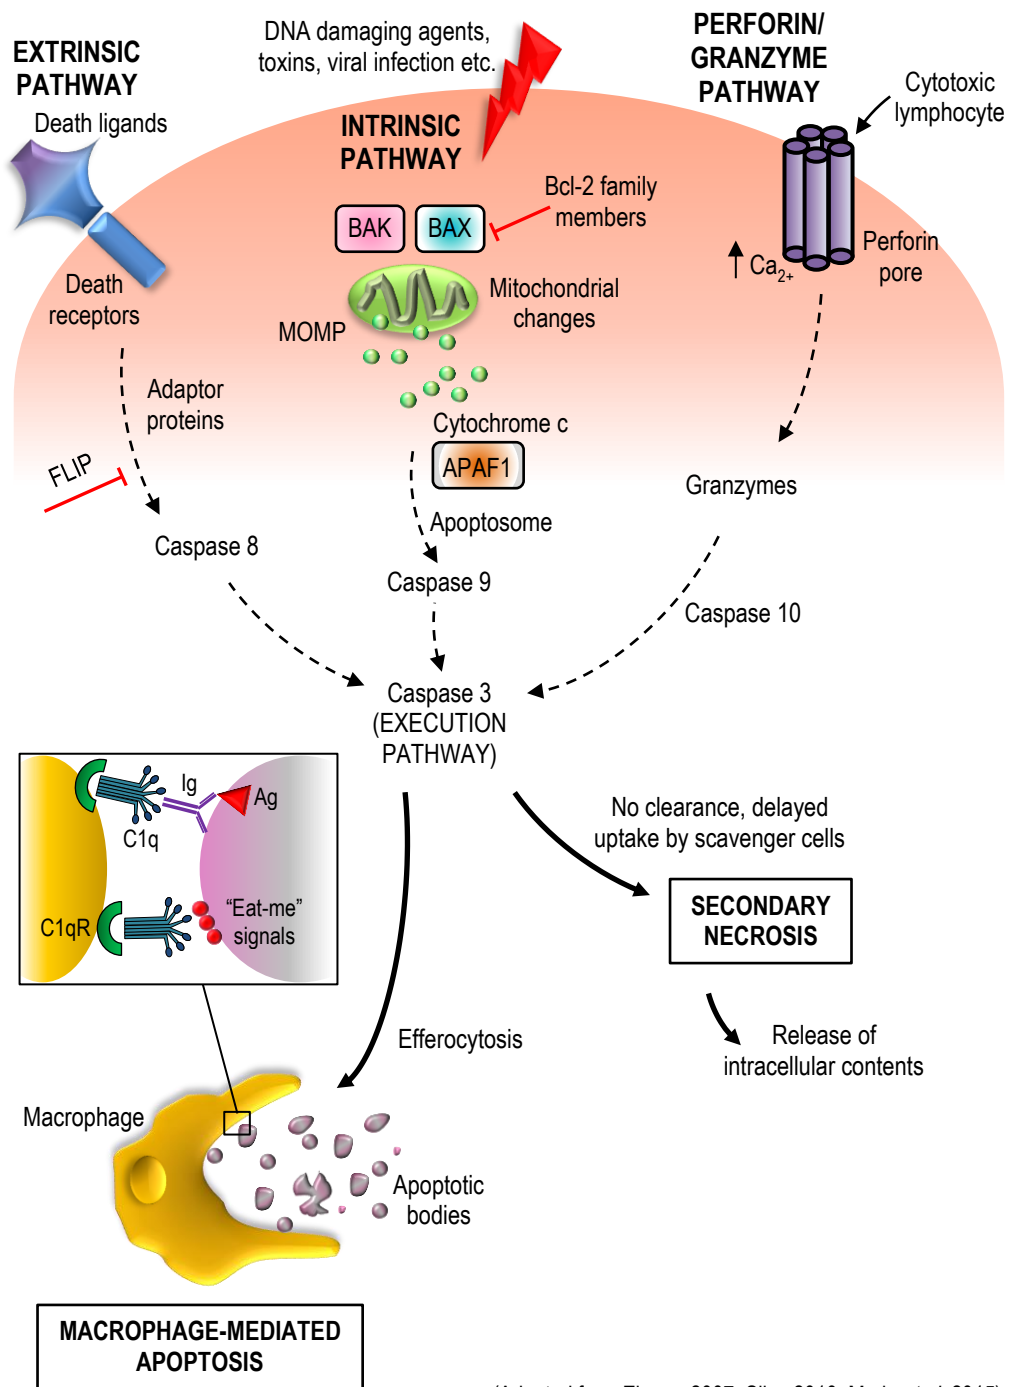 EXTRINSIC
PATHWAY
Death ligands
DNA damaging agents,
toxins, viral infection etc.
INTRINSIC
PATHWAY
PERFORIN/
GRANZYME
PATHWAY
Cytotoxic
lymphocyte
Bcl-2 family
members
BAK
BAX
Perforin
pore
Ca2+
Death
receptors
Mitochondrial
changes
MOMP
Adaptor
proteins
Cytochrome c
APAF1
FLIP
Granzymes
Apoptosome
Caspase 8
Caspase 9
Caspase 10
Caspase 3
(EXECUTION
PATHWAY)
Ig
Ag
C1q
C1qR
“Eat-me”
signals
No clearance, delayed
uptake by scavenger cells
SECONDARY
NECROSIS
Efferocytosis
Release of
intracellular contents
Macrophage
Apoptotic
bodies
MACROPHAGE-MEDIATED
APOPTOSIS